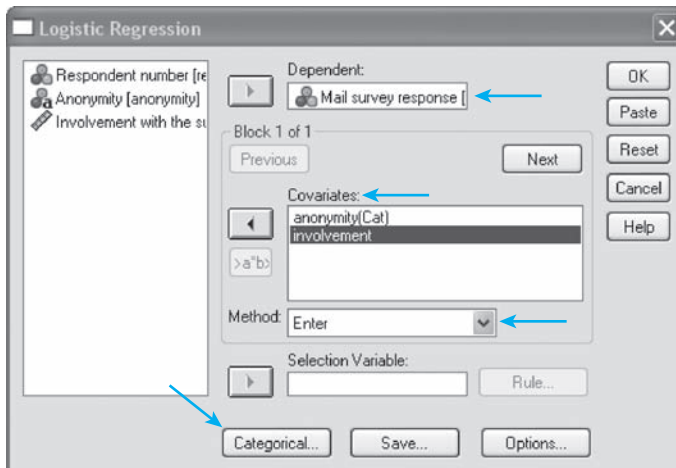 Logistic Regression
Respondent number [re
Anonymity [anonymity]
Involvement with the su
Dependent:
Mail survey response [
Block 1 of 1
Previous
Next
Covariates:
anonymity(Cat)
involvement
>a*b>
Method:
Enter
Selection Variable:
Rule...
Categorical...
Save...
Options...
OK
Paste
Reset
Cancel
Help